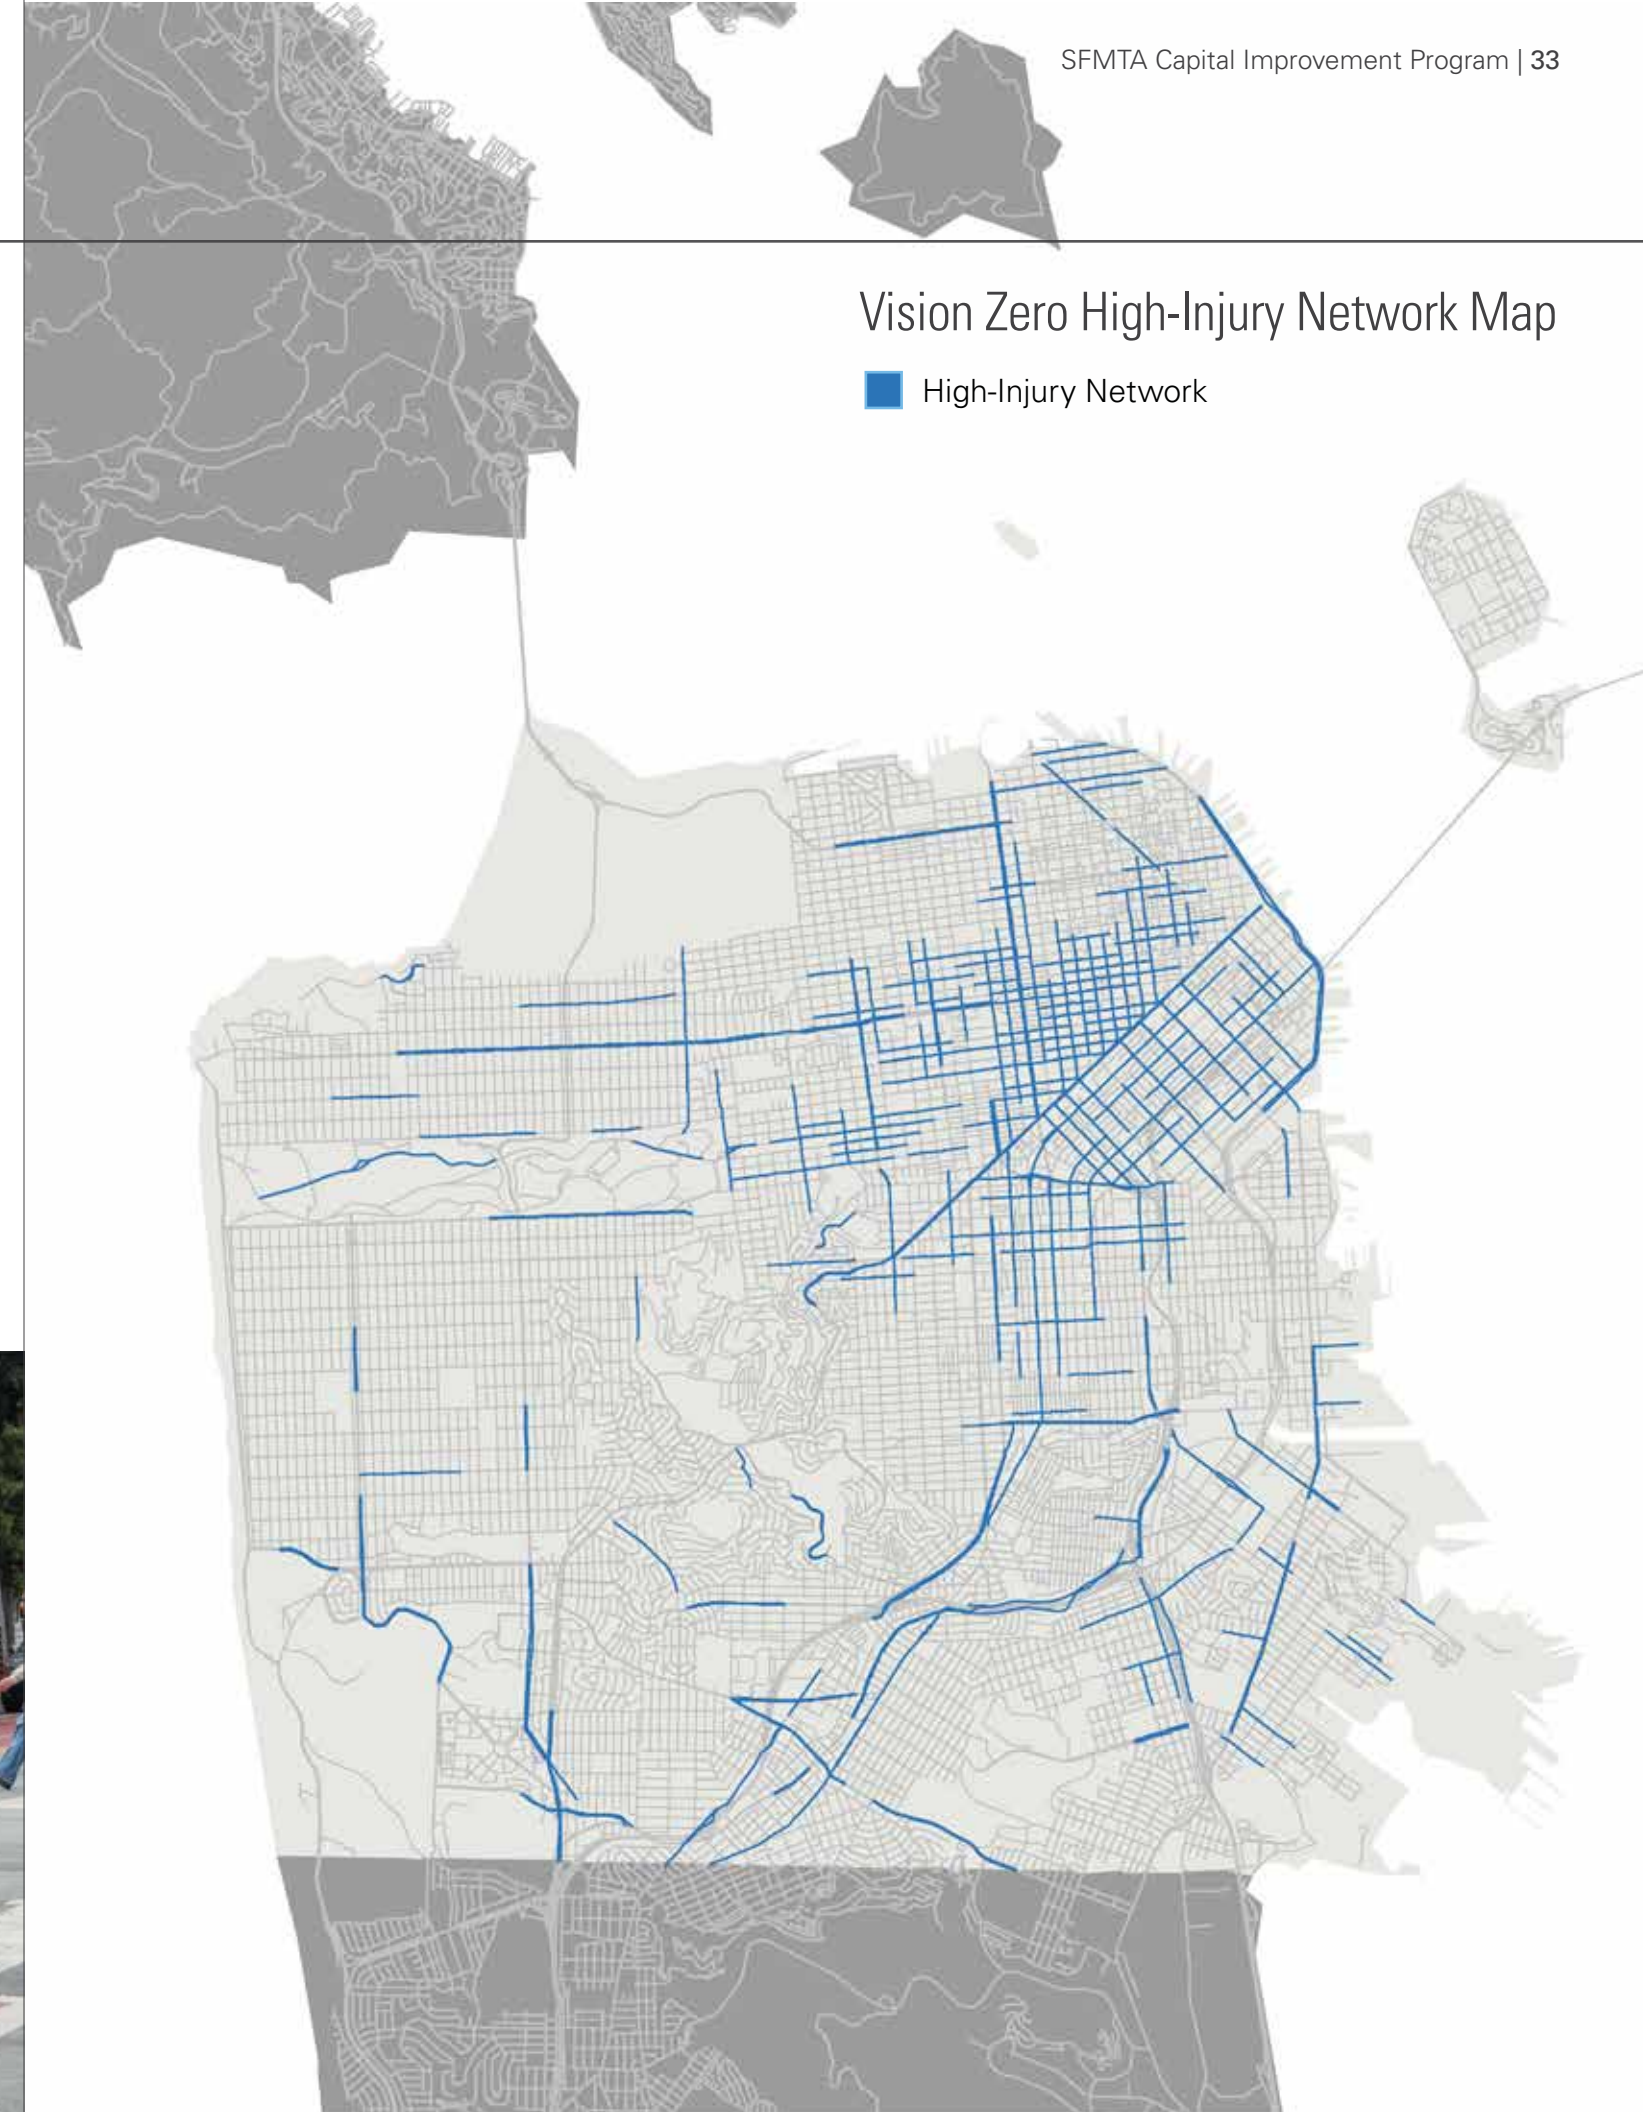 SFMTA Capital Improvement Program | 33
Vision Zero High-Injury Network Map
High-Injury Network